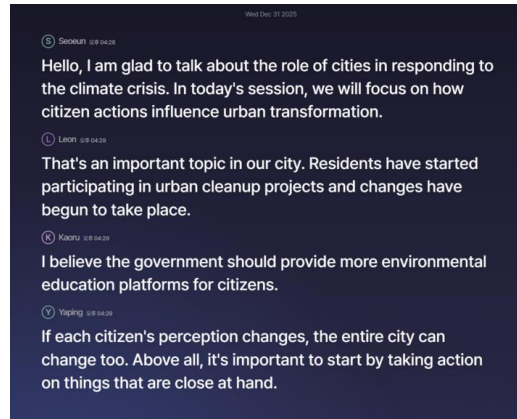 Wed Dec 31 2025
S Seoeun 오후 04:28
Hello, I am glad to talk about the role of cities in responding to
the climate crisis. In today's session, we will focus on how
citizen actions influence urban transformation.
L Leon 오후 04:29
That's an important topic in our city. Residents have started
participating in urban cleanup projects and changes have
begun to take place.
K Kaoru 오후 04:29
I believe the government should provide more environmental
education platforms for citizens.
Y Yaping 오후 04:29
If each citizen's perception changes, the entire city can
change too. Above all, it's important to start by taking action
on things that are close at hand.